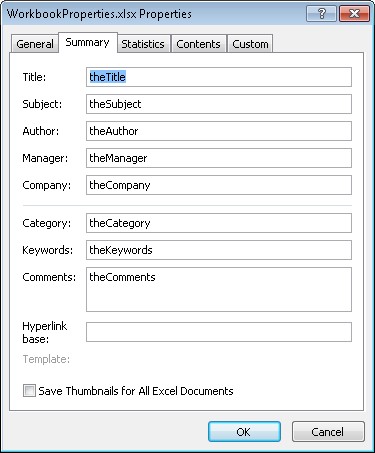 WorkbookProperties.xlsx Properties
General Summary Statistics Contents Custom
Title: theTitle
Subject: theSubject
Author: theAuthor
Manager: theManager
Company: theCompany
Category: theCategory
Keywords: theKeywords
Comments: theComments
Hyperlink
base:
Template:
Save Thumbnails for All Excel Documents
OK Cancel